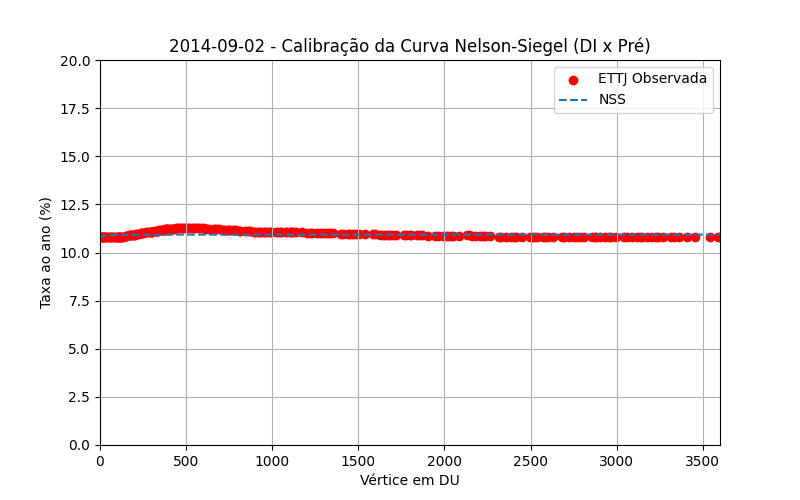 2014-09-02 - Calibração da Curva Nelson-Siegel (DI x Pré)
ETTJ Observada
NSS
Taxa ao ano (%)
20.0
17.5
15.0
12.5
10.0
7.5
5.0
2.5
0.0
0 500 1000 1500 2000 2500 3000 3500
Vértice em DU